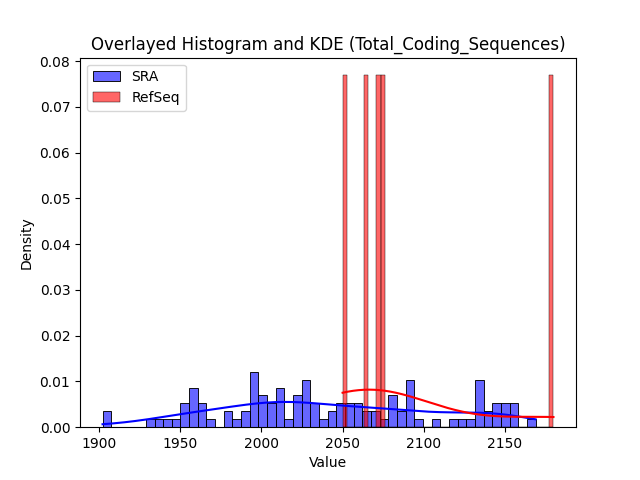 Overlayed Histogram and KDE (Total_Coding_Sequences)
SRA
RefSeq
0.08
0.07
0.06
0.05
0.04
0.03
0.02
0.01
0.00
Density
1900 1950 2000 2050 2100 2150
Value